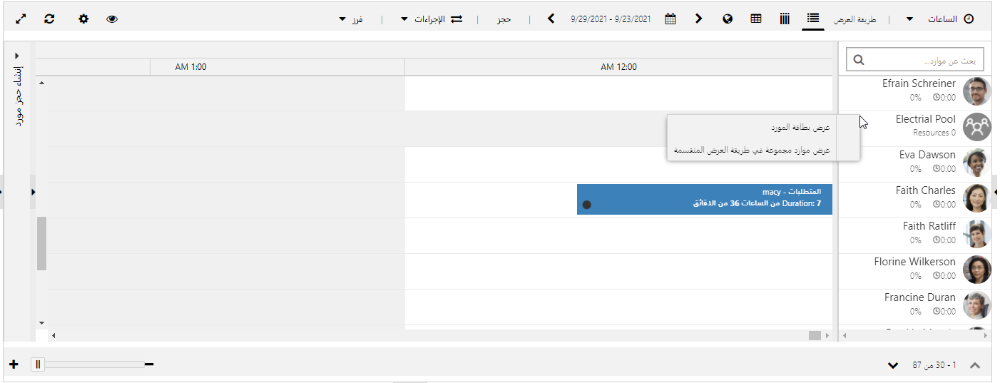 الساعات
طريقة العرض
9/29/2021 - 9/23/2021
حجز
الإجراءات
فرز
بحث عن موارد...
AM 12:00
AM 1:00
إنشاء حجز مورد
Efrain Schreiner
0:00 0%
Electrial Pool
Resources 0
عرض بطاقة المورد
عرض موارد مجموعة في طريقة العرض المنقسمة
Eva Dawson
0:00 0%
Faith Charles
0:00 0%
المتطلبات - macy
Duration: 7 من الساعات 36 من الدقائق
Faith Ratliff
0:00 0%
Florine Wilkerson
0:00 0%
Francine Duran
0:00 0%
1 - 30 من 87